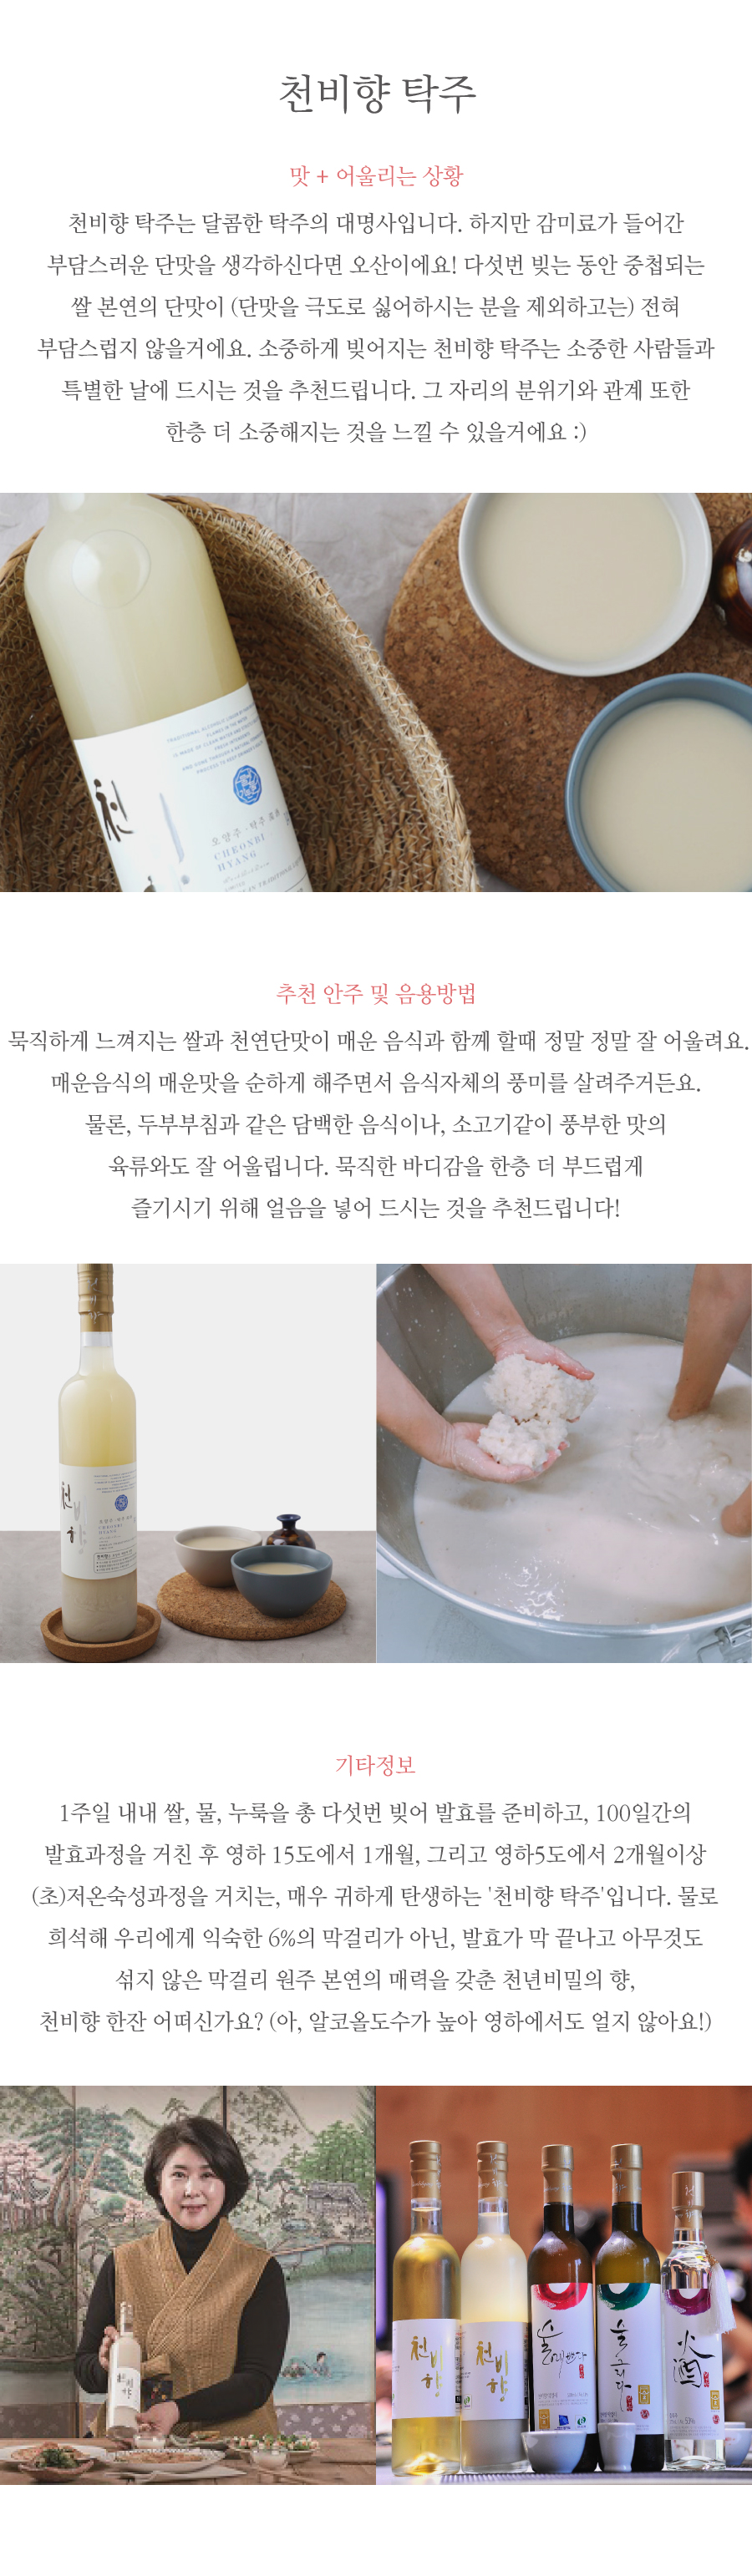 천비향 탁주
맛 + 어울리는 상황
천비향 탁주는 달콤한 탁주의 대명사입니다. 하지만 감미료가 들어간
부담스러운 단맛을 생각하신다면 오산이에요! 다섯번 빚는 동안 중첩되는
쌀 본연의 단맛이 (단맛을 극도로 싫어하시는 분을 제외하고는) 전혀
부담스럽지 않을거에요. 소중하게 빚어지는 천비향 탁주는 소중한 사람들과
특별한 날에 드시는 것을 추천드립니다. 그 자리의 분위기와 관계 또한
한층 더 소중해지는 것을 느낄 수 있을거에요 :)
천
오양주·탁주
CHEONBI
HYANG
추천 안주 및 음용방법
묵직하게 느껴지는 쌀과 천연단맛이 매운 음식과 함께 할때 정말 정말 잘 어울려요.
매운음식의 매운맛을 순하게 해주면서 음식자체의 풍미를 살려주거든요.
물론, 두부부침과 같은 담백한 음식이나, 소고기같이 풍부한 맛의
육류와도 잘 어울립니다. 묵직한 바디감을 한층 더 부드럽게
즐기시기 위해 얼음을 넣어 드시는 것을 추천드립니다!
천비향
기타정보
1주일 내내 쌀, 물, 누룩을 총 다섯번 빚어 발효를 준비하고, 100일간의
발효과정을 거친 후 영하 15도에서 1개월, 그리고 영하5도에서 2개월이상
(초)저온숙성과정을 거치는, 매우 귀하게 탄생하는 '천비향 탁주'입니다. 물로
희석해 우리에게 익숙한 6%의 막걸리가 아닌, 발효가 막 끝나고 아무것도
섞지 않은 막걸리 원주 본연의 매력을 갖춘 천년비밀의 향,
천비향 한잔 어떠신가요? (아, 알코올도수가 높아 영하에서도 얼지 않아요!)
천비향
천비향
천비향
술예쁘다
술그리다
火酒
53%